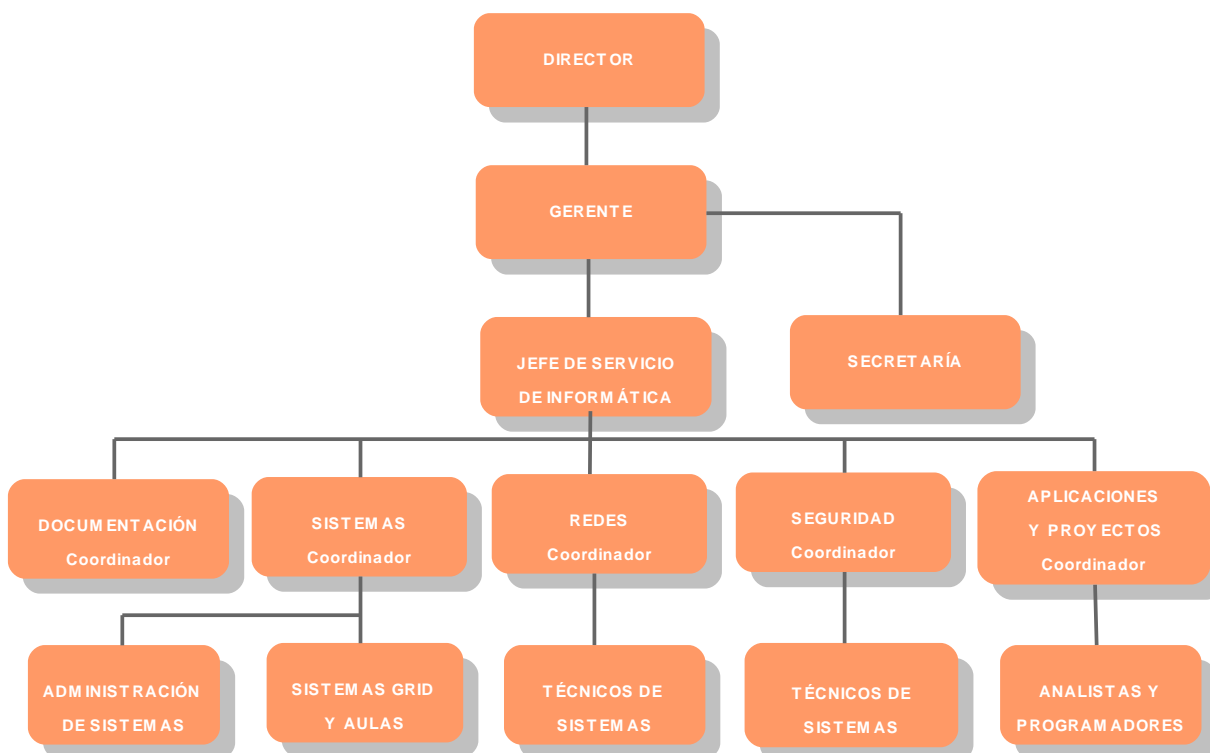 DIRECTOR
GERENTE
JEFE DE SERVICIO
DE INFORMÁTICA
SECRETARÍA
DOCUMENTACIÓN
Coordinador
SISTEMAS
Coordinador
REDES
Coordinador
SEGURIDAD
Coordinador
APLICACIONES
Y PROYECTOS
Coordinador
ADMINISTRACIÓN
DE SISTEMAS
SISTEMAS GRID
Y AULAS
TÉCNICOS DE
SISTEMAS
TÉCNICOS DE
SISTEMAS
ANALISTAS Y
PROGRAMADORES